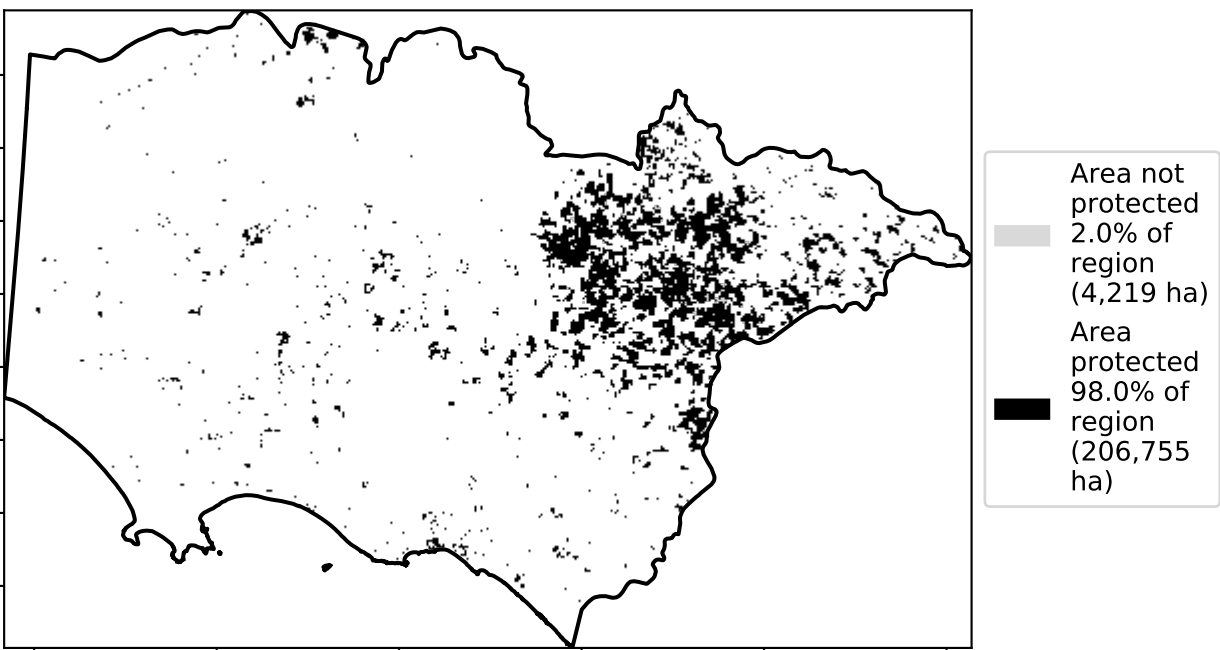 Area not
protected
2.0% of
region
(4,219 ha)
Area
protected
98.0% of
region
(206,755
ha)